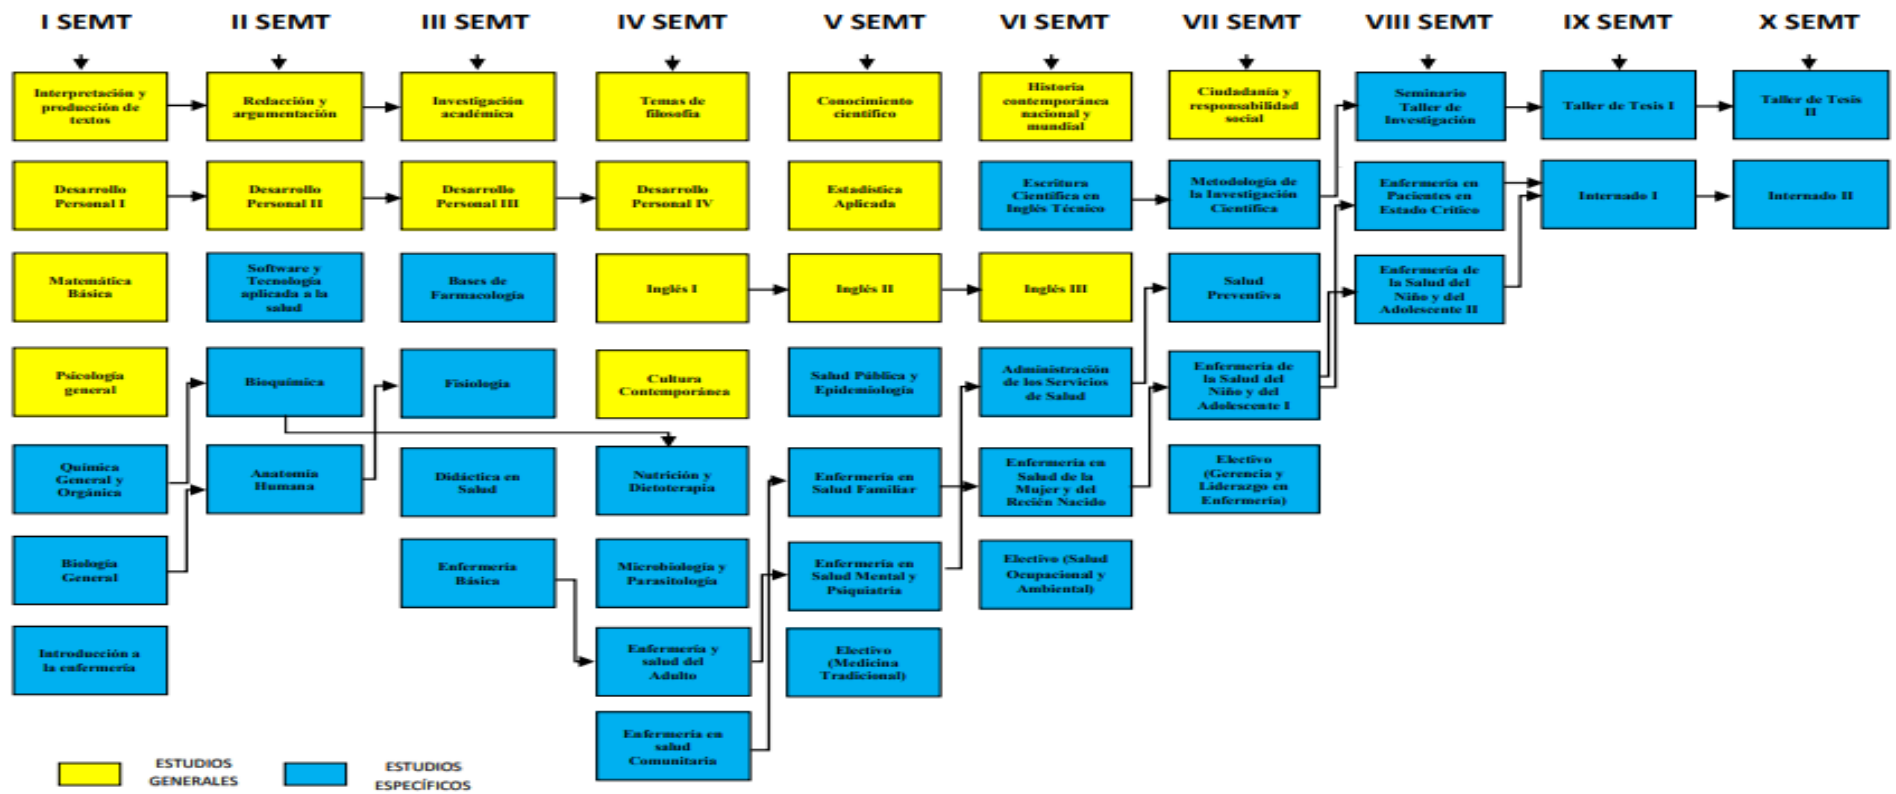 I SEMT
II SEMT
III SEMT
IV SEMT
V SEMT
VI SEMT
VII SEMT
VIII SEMT
IX SEMT
X SEMT
Interpretación y
producción de
textos
Redacción y
argumentación
Investigación
académica
Temas de
filosofía
Conocimiento
científico
Historia
contemporánea
nacional y
mundial
Ciudadanía y
responsabilidad
social
Seminario
Taller de
Investigación
Taller de Tesis I
Taller de Tesis
II
Desarrollo
Personal I
Desarrollo
Personal II
Desarrollo
Personal III
Desarrollo
Personal IV
Estadística
Aplicada
Escritura
Científica en
Inglés Técnico
Metodología de
la Investigación
Científica
Enfermería en
Pacientes en
Estado Crítico
Internado I
Internado II
Matemática
Básica
Software y
Tecnología
aplicada a la
salud
Bases de
Farmacología
Inglés I
Inglés II
Inglés III
Salud
Preventiva
Enfermería de
la Salud del
Niño y del
Adolescente II
Psicología
general
Bioquímica
Fisiología
Cultura
Contemporánea
Salud Pública y
Epidemiología
Administración
de los Servicios
de Salud
Enfermería de
la Salud del
Niño y del
Adolescente I
Química
General y
Orgánica
Anatomía
Humana
Didáctica en
Salud
Nutrición y
Dietoterapia
Enfermería en
Salud Familiar
Enfermería en
Salud de la
Mujer y del
Recién Nacido
Electivo
(Gerencia y
Liderazgo en
Enfermería)
Biología
General
Enfermería
Básica
Microbiología y
Parasitología
Enfermería en
Salud Mental y
Psiquiatría
Electivo (Salud
Ocupacional y
Ambiental)
Introducción a
la enfermería
Enfermería y
salud del
Adulto
Electivo
(Medicina
Tradicional)
Enfermería en
salud
Comunitaria
ESTUDIOS
GENERALES
ESTUDIOS
ESPECÍFICOS